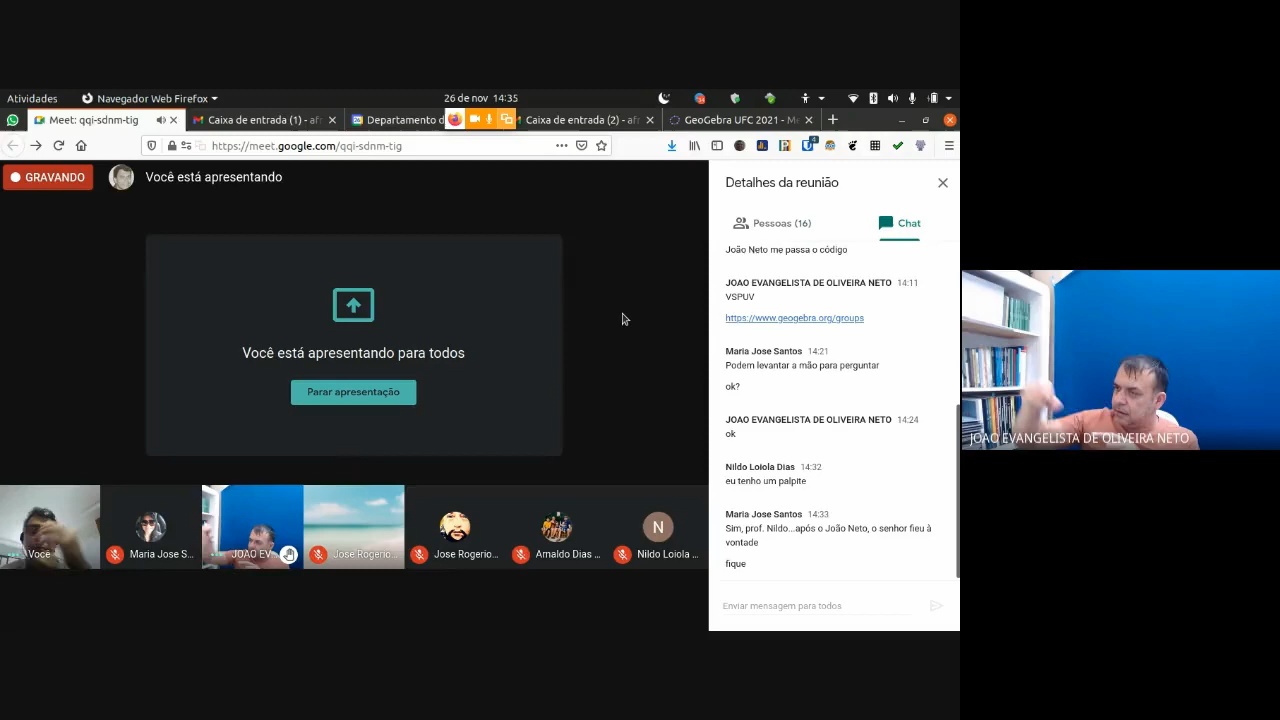 Atividades
Navegador Web Firefox
26 de nov 14:35
Meet: qqi-sdnm-tig
Caixa de entrada (1) - afr
Departamento d
Caixa de entrada (2) - afr
GeoGebra UFC 2021 - M
https://meet.google.com/qqi-sdnm-tig
GRAVANDO
Você está apresentando
Você está apresentando para todos
Parar apresentação
Você
Maria Jose S...
JOAO EV...
Jose Rogerio...
Jose Rogerio...
Arnaldo Dias ...
N
Nildo Loiola ...
Detalhes da reunião
Pessoas (16)
Chat
João Neto me passa o código
JOAO EVANGELISTA DE OLIVEIRA NETO 14:11
VSPUV
https://www.geogebra.org/groups
Maria Jose Santos 14:21
Podem levantar a mão para perguntar
ok?
JOAO EVANGELISTA DE OLIVEIRA NETO 14:24
ok
Nildo Loiola Dias 14:32
eu tenho um palpite
Maria Jose Santos 14:33
Sim, prof. Nildo...após o João Neto, o senhor fieu à
vontade
fique
Enviar mensagem para todos
JOAO EVANGELISTA DE OLIVEIRA NETO